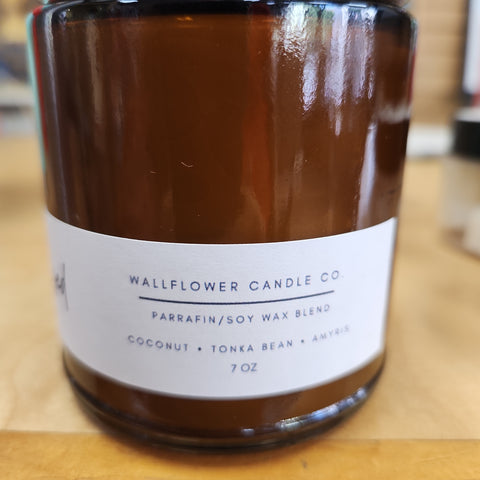 WALLFLOWER CANDLE CO.
PARRAFIN/SOY WAX BLEND
COCONUT • TONKA BEAN • AMYRIS
7 OZ